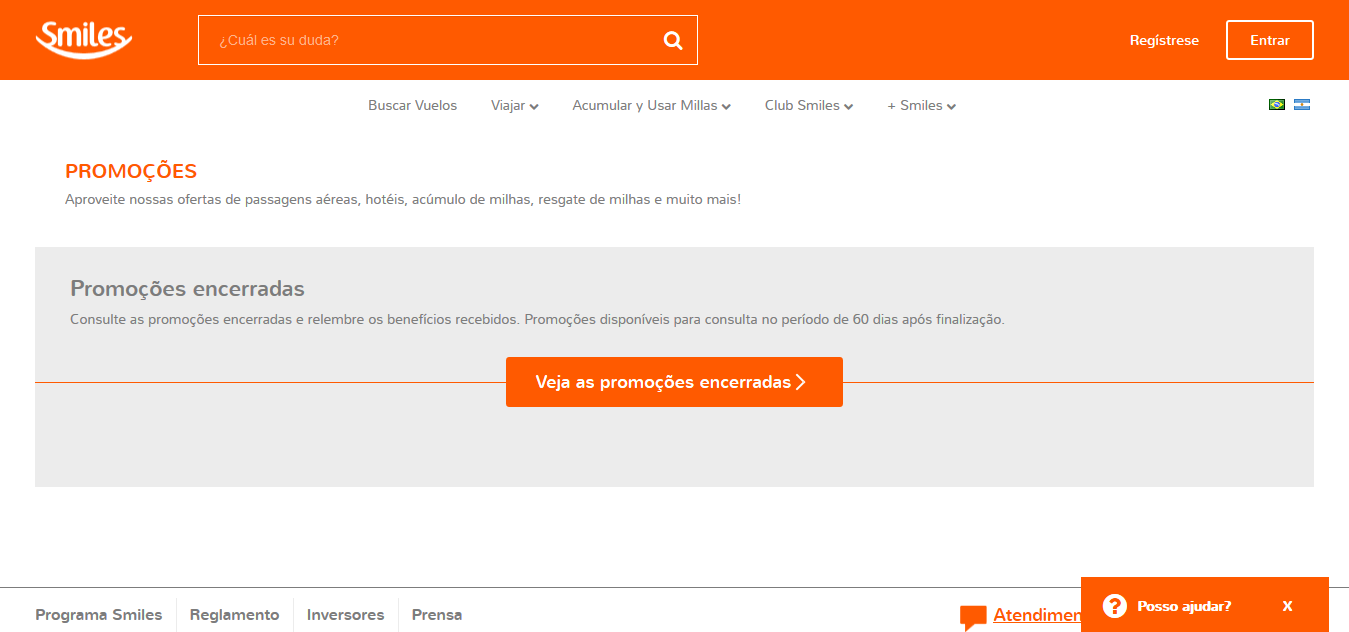 Smiles
¿Cuál es su duda?
Regístrese
Entrar
Buscar Vuelos
Viajar
Acumular y Usar Millas
Club Smiles
+ Smiles
PROMOÇÕES
Aproveite nossas ofertas de passagens aéreas, hotéis, acúmulo de milhas, resgate de milhas e muito mais!
Promoções encerradas
Consulte as promoções encerradas e relembre os benefícios recebidos. Promoções disponíveis para consulta no período de 60 dias após finalização.
Veja as promoções encerradas
Programa Smiles
Reglamento
Inversores
Prensa
Atendimen
Posso ajudar?
X